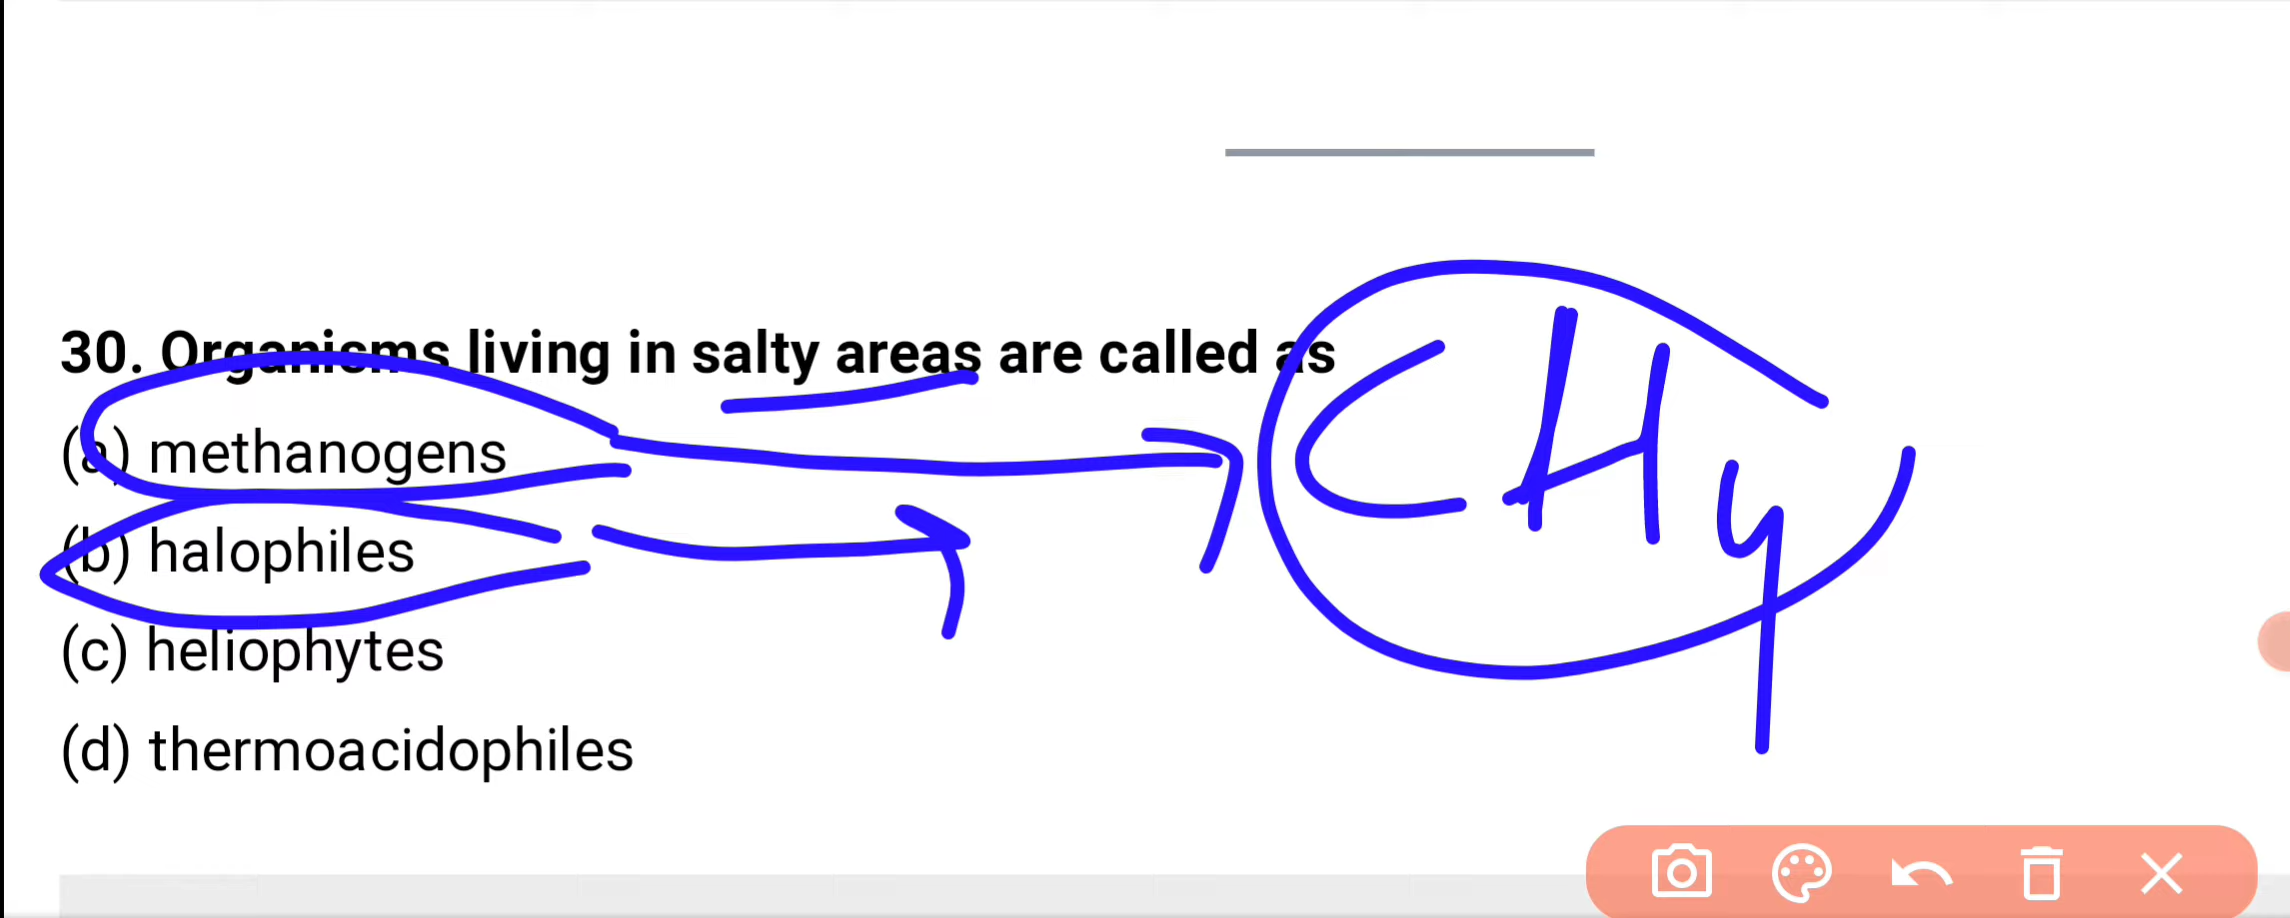 30. Organisms living in salty areas are called as
(a) methanogens
(b) halophiles
(c) heliophytes
(d) thermoacidophiles
CH4